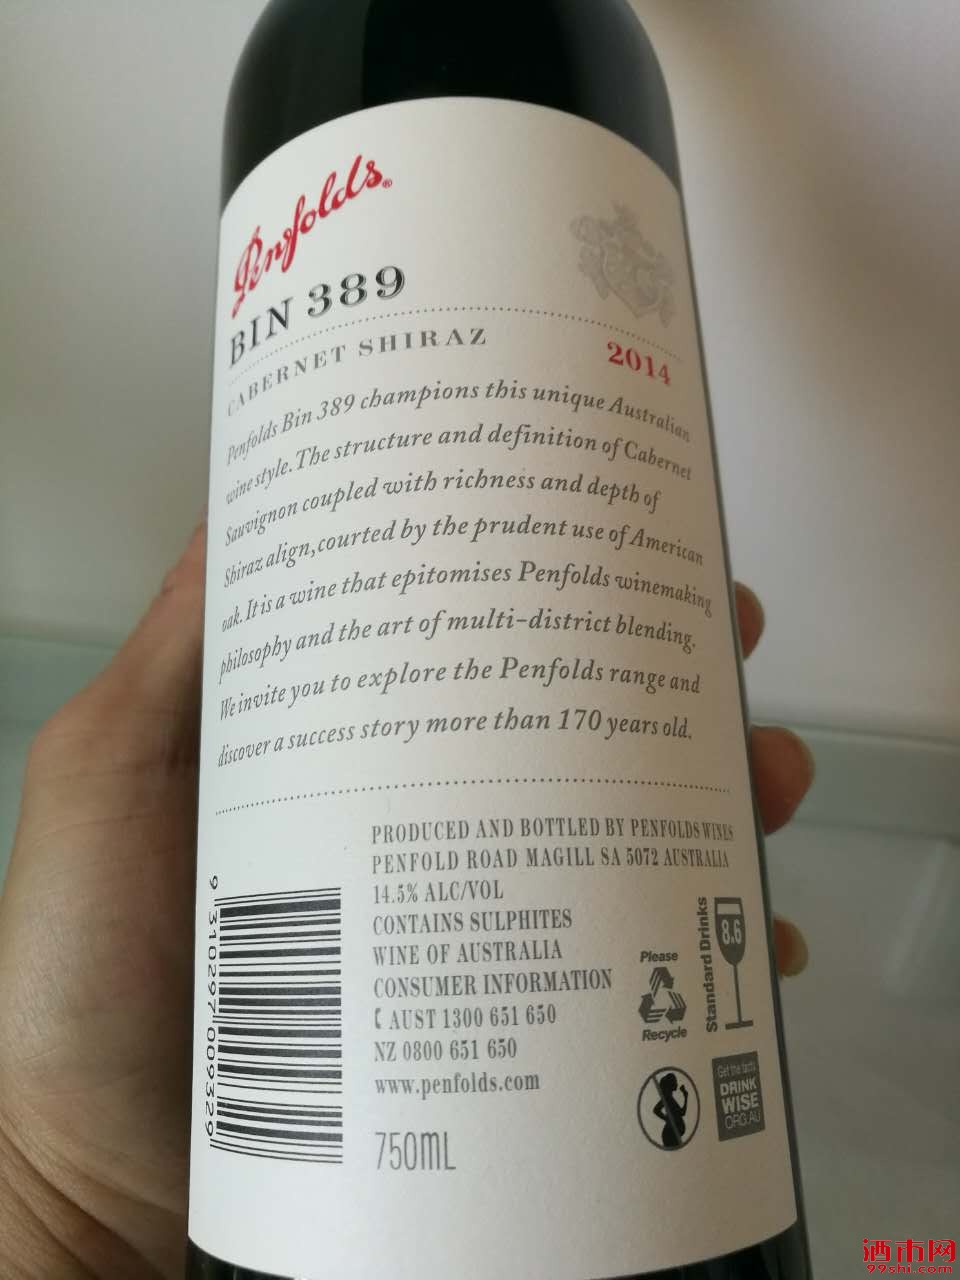 Penfolds®
BIN 389
CABERNET SHIRAZ
2014
Penfolds Bin 389 champions this unique Australian
wine style. The structure and definition of Cabernet
Sauvignon coupled with richness and depth of
Shiraz align, courted by the prudent use of American
oak. It is a wine that epitomises Penfolds winemaking
philosophy and the art of multi-district blending.
We invite you to explore the Penfolds range and
discover a success story more than 170 years old.
PRODUCED AND BOTTLED BY PENFOLDS WINES
PENFOLD ROAD MAGILL SA 5072 AUSTRALIA
14.5% ALC/VOL
CONTAINS SULPHITES
WINE OF AUSTRALIA
CONSUMER INFORMATION
AUST 1300 651 650
NZ 0800 651 650
www.penfolds.com
750mL
9 310297 009329
Please
Recycle
Standard Drinks
8.6
Get the facts
DRINK
WISE
ORG.AU
酒市网
99shi.com